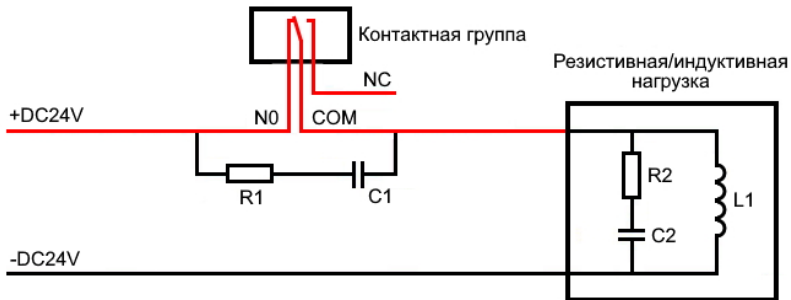 Контактная группа
Резистивная/индуктивная
нагрузка
NC
+DC24V
N0
COM
R1
C1
R2
L1
C2
-DC24V